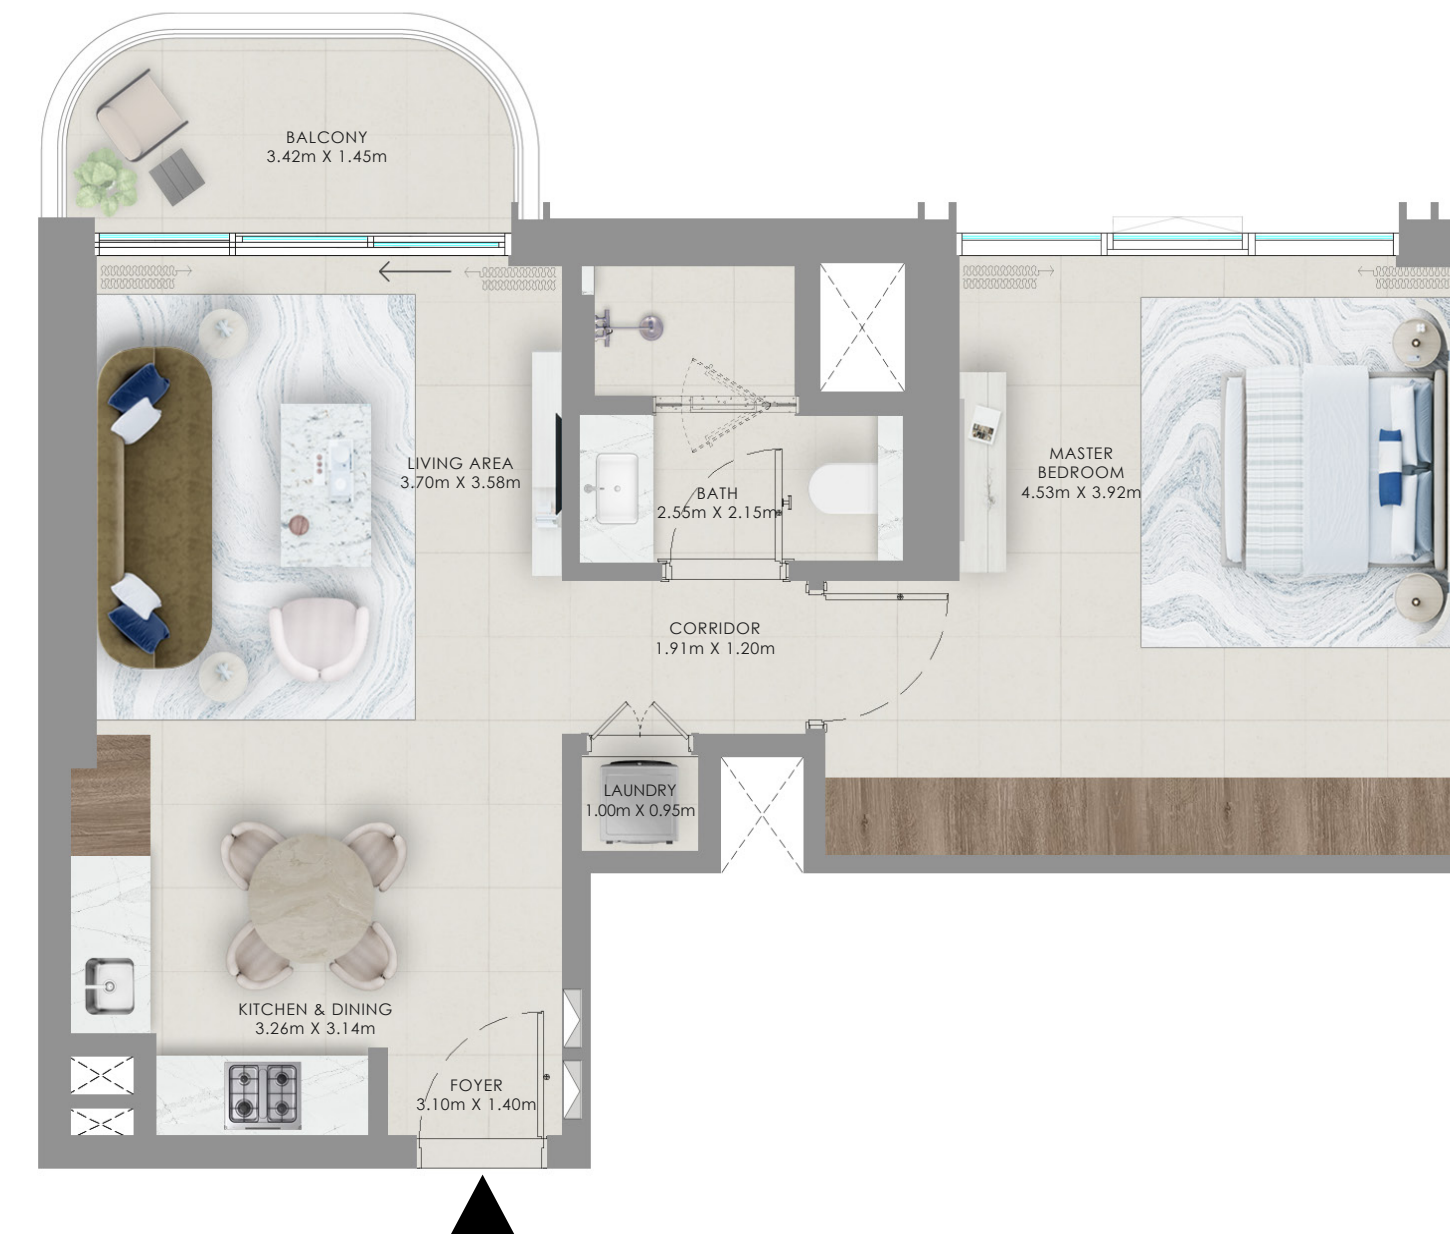 BALCONY
3.42m X 1.45m
LIVING AREA
3.70m X 3.58m
BATH
2.55m X 2.15m
MASTER
BEDROOM
4.53m X 3.92m
CORRIDOR
1.91m X 1.20m
LAUNDRY
1.00m X 0.95m
KITCHEN & DINING
3.26m X 3.14m
FOYER
3.10m X 1.40m